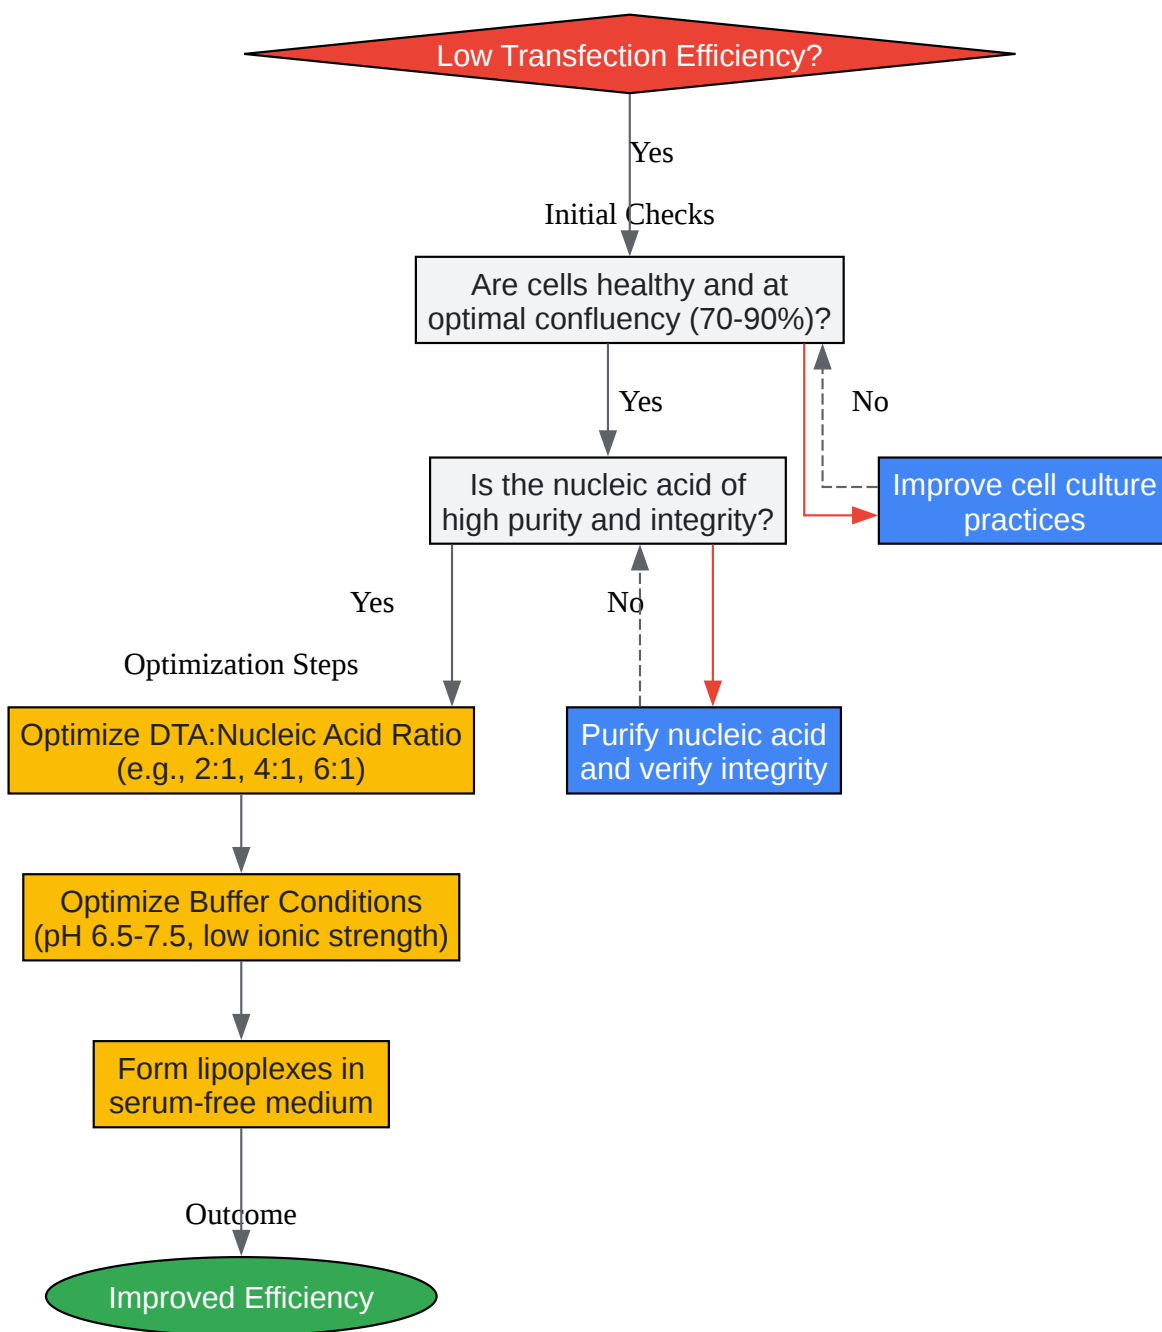 Low Transfection Efficiency?
Yes
Initial Checks
Are cells healthy and at
optimal confluency (70-90%)?
Yes
No
Is the nucleic acid of
high purity and integrity?
Improve cell culture
practices
Yes
No
Optimization Steps
Optimize DTA:Nucleic Acid Ratio
(e.g., 2:1, 4:1, 6:1)
Purify nucleic acid
and verify integrity
Optimize Buffer Conditions
(pH 6.5-7.5, low ionic strength)
Form lipoplexes in
serum-free medium
Outcome
Improved Efficiency